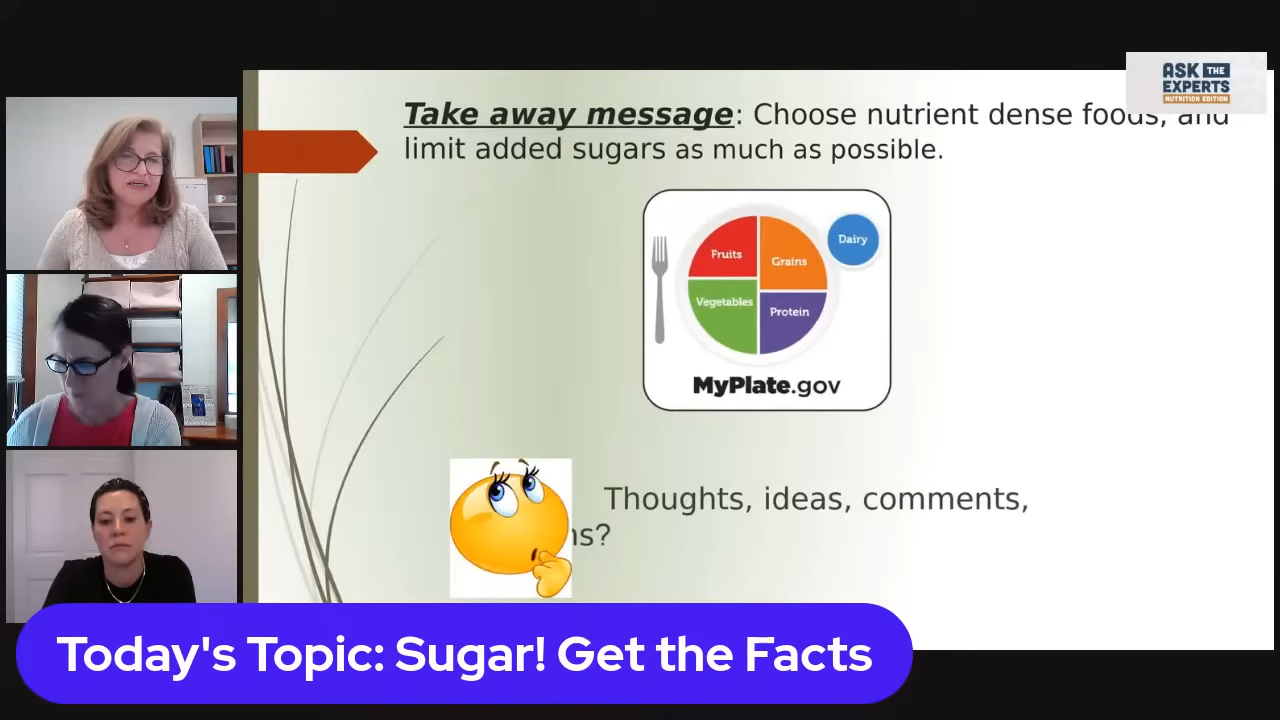 ASK THE
EXPERTS
NUTRITION EDITION
Take away message: Choose nutrient dense foods, and
limit added sugars as much as possible.
Fruits
Grains
Dairy
Vegetables
Protein
MyPlate.gov
Thoughts, ideas, comments,
ns?
Today's Topic: Sugar! Get the Facts